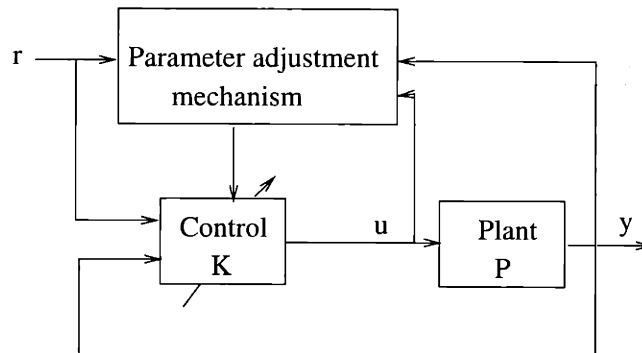 r
Parameter adjustment
mechanism
Control
K
u
Plant
P
y